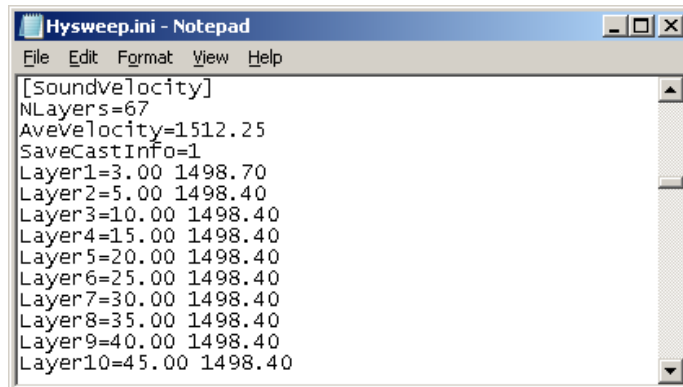 Hysweep.ini - Notepad
File Edit Format View Help
[SoundVelocity]
NLayers=67
AveVelocity=1512.25
SaveCastInfo=1
Layer1=3.00 1498.70
Layer2=5.00 1498.40
Layer3=10.00 1498.40
Layer4=15.00 1498.40
Layer5=20.00 1498.40
Layer6=25.00 1498.40
Layer7=30.00 1498.40
Layer8=35.00 1498.40
Layer9=40.00 1498.40
Layer10=45.00 1498.40